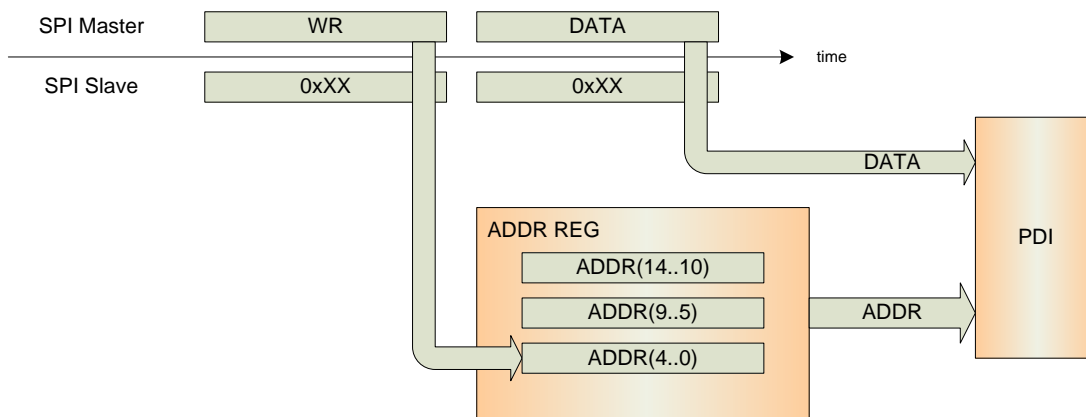 SPI Master
WR
DATA
time
SPI Slave
0xXX
0xXX
DATA
ADDR REG
PDI
ADDR(14..10)
ADDR(9..5)
ADDR
ADDR(4..0)